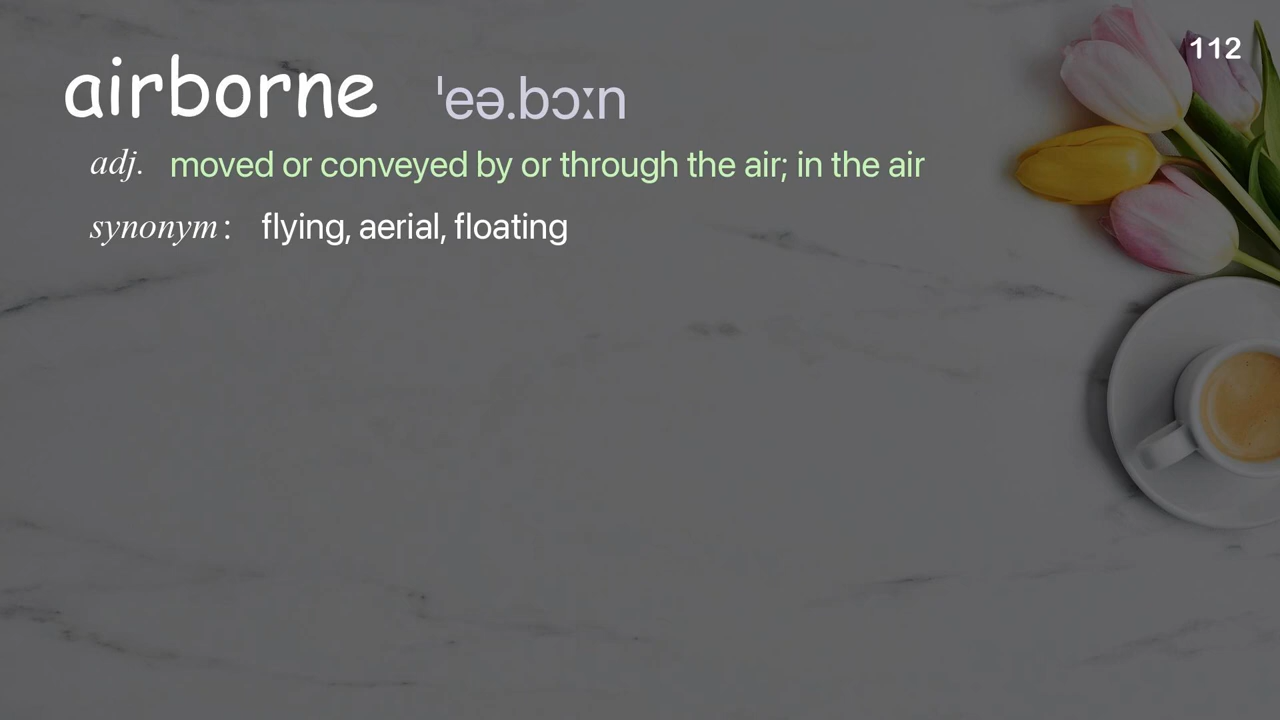 112
airborne ˈeə.bɔːn
adj. moved or conveyed by or through the air; in the air
synonym : flying, aerial, floating